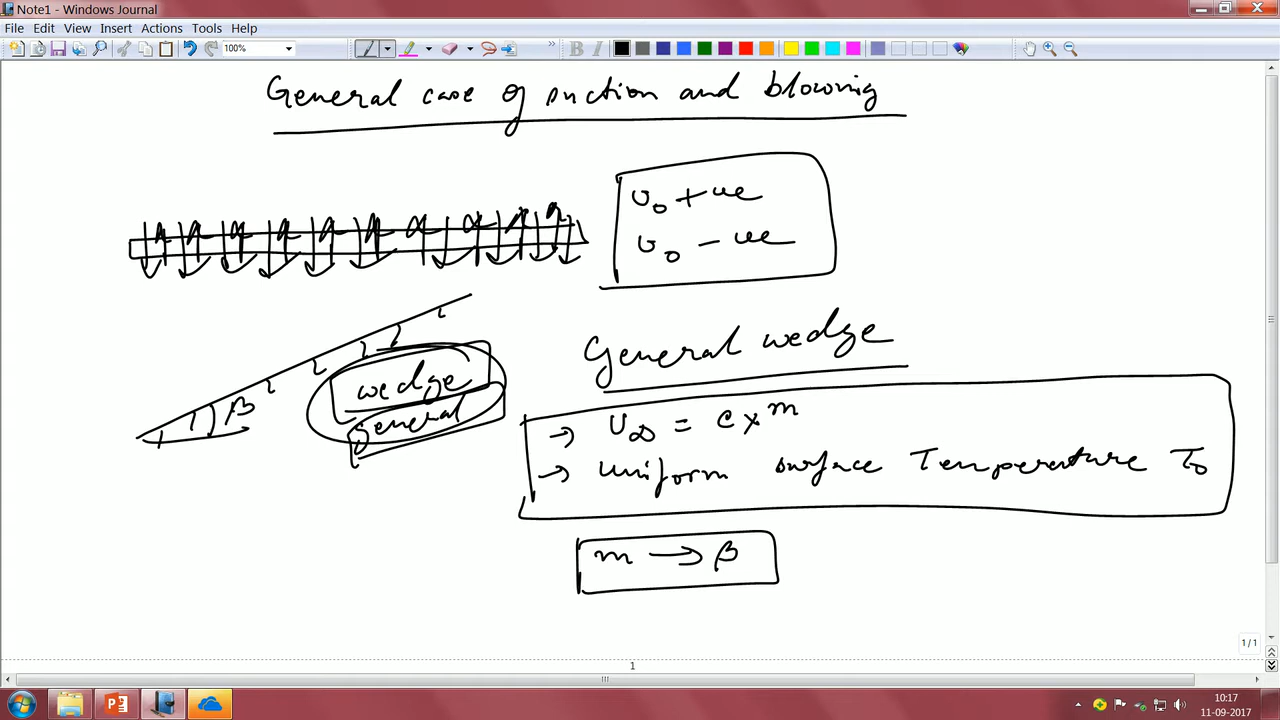 Note1 - Windows Journal
File Edit View Insert Actions Tools Help
100%
General case of suction and blowing
v₀ +ve
v₀ -ve
General wedge
wedge
general
β
→ U∞ = cx^m
→ uniform surface Temperature T₀
m → β
1/1
1
10:17
11-09-2017